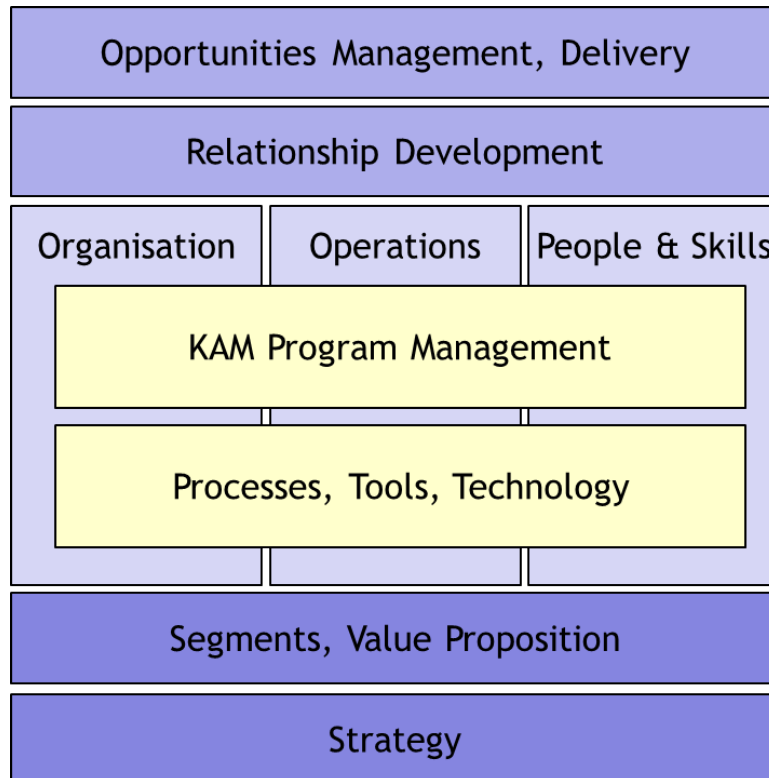 Opportunities Management, Delivery
Relationship Development
Organisation
Operations
People & Skills
KAM Program Management
Processes, Tools, Technology
Segments, Value Proposition
Strategy